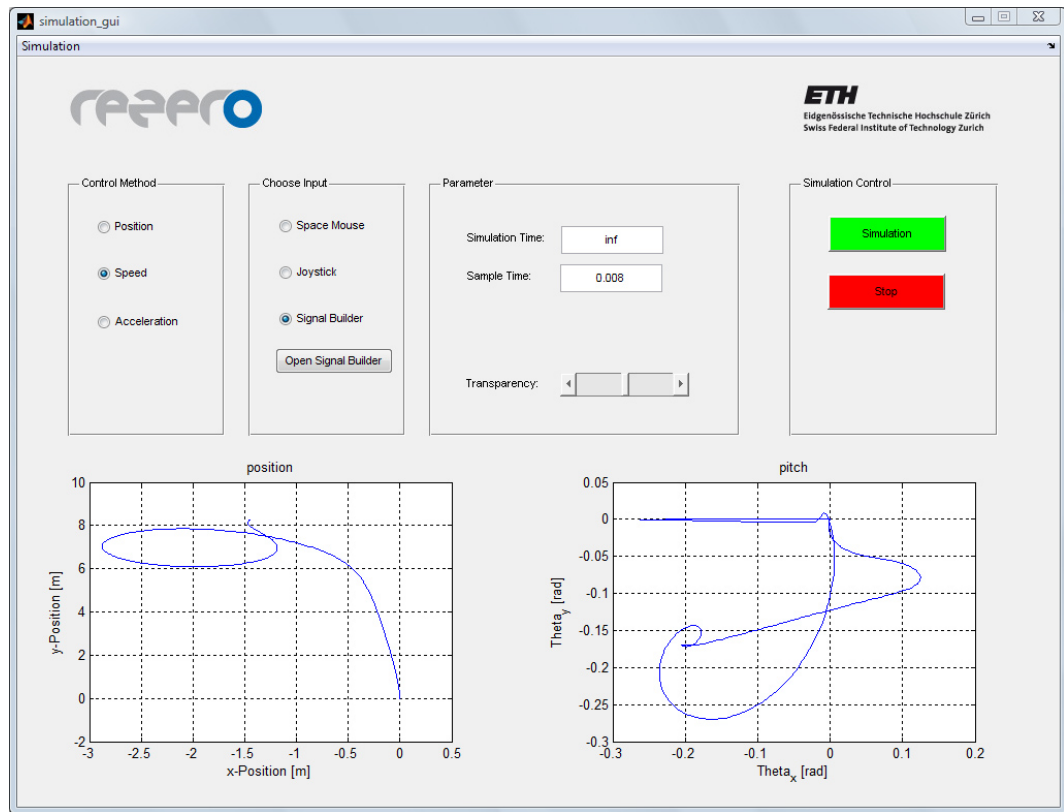 simulation_gui
Simulation
rezero
ETH
Eidgenössische Technische Hochschule Zürich
Swiss Federal Institute of Technology Zurich
Control Method
Position
Speed
Acceleration
Choose Input
Space Mouse
Joystick
Signal Builder
Open Signal Builder
Parameter
Simulation Time: inf
Sample Time: 0.008
Transparency:
Simulation Control
Simulation
Stop
position
10
8
6
4
2
0
-2
-3 -2.5 -2 -1.5 -1 -0.5 0 0.5
x-Position [m]
y-Position [m]
pitch
0.05
0
-0.05
-0.1
-0.15
-0.2
-0.25
-0.3
-0.3 -0.2 -0.1 0 0.1 0.2
Theta_x [rad]
Theta_y [rad]